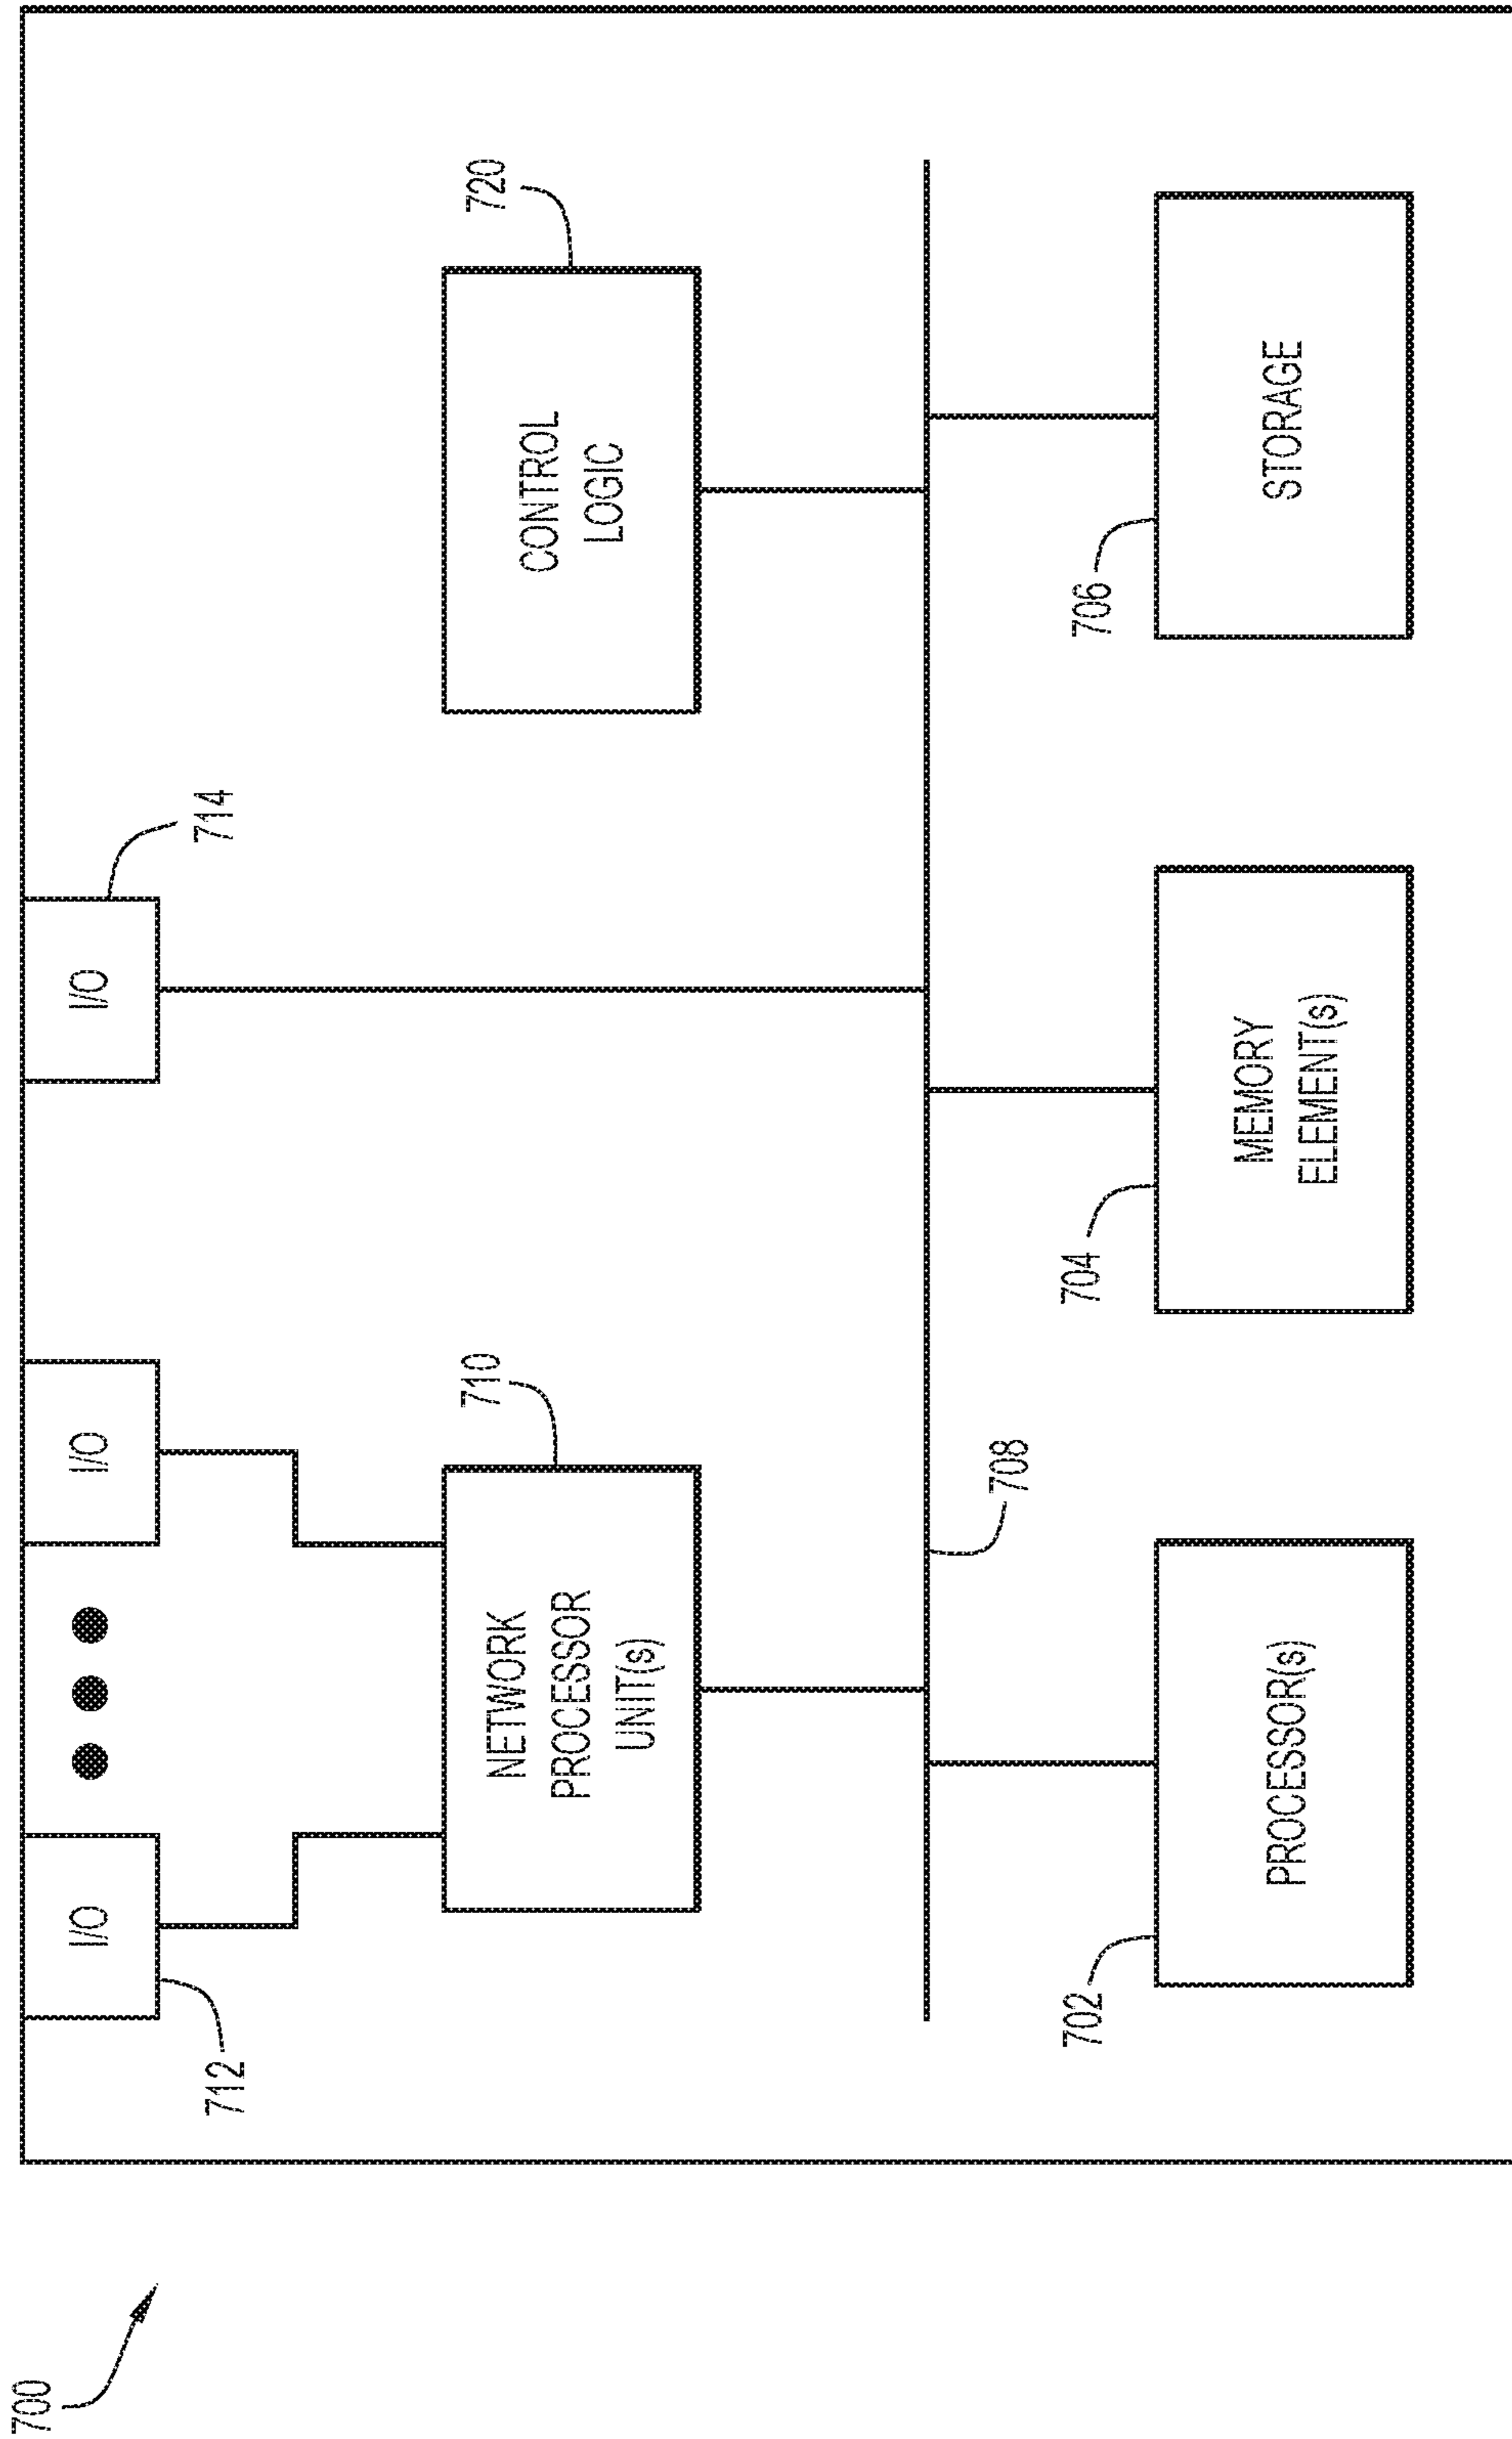 700
712
I/O
I/O
I/O
714
710
NETWORK
PROCESSOR
UNIT(s)
720
CONTROL
LOGIC
708
702
PROCESSOR(s)
704
MEMORY
ELEMENT(s)
706
STORAGE